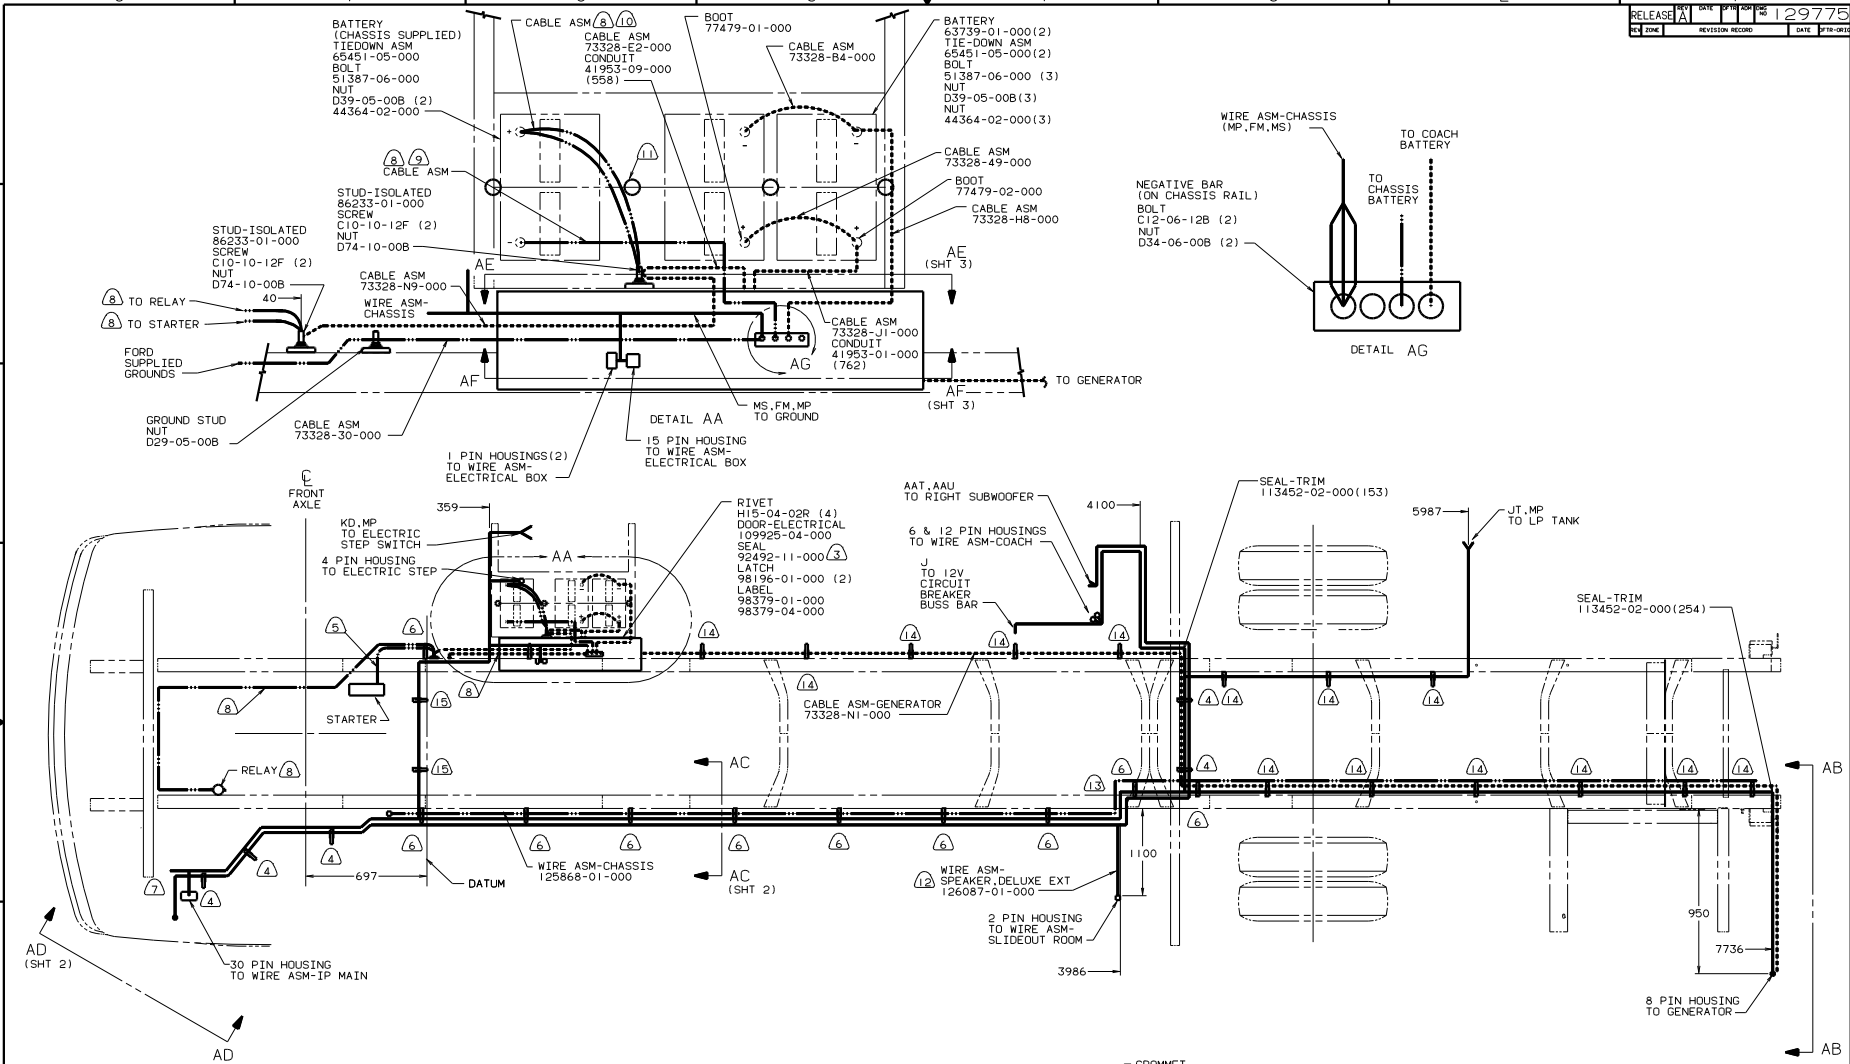 RELEASE
REV
A
DATE
DFTR
ADM
DWG NO
129775
REV
ZONE
REVISION RECORD
DATE
BATTERY
(CHASSIS SUPPLIED)
TIEDOWN ASM
65451-05-000
BOLT
51387-06-000
NUT
D39-05-00B (2)
44364-02-000
CABLE ASM 8 10
CABLE ASM
73328-E2-000
CONDUIT
41953-09-000
(558)
BOOT
77479-01-000
CABLE ASM
73328-B4-000
BATTERY
63739-01-000(2)
TIE-DOWN ASM
65451-05-000(2)
BOLT
51387-06-000 (3)
NUT
D39-05-00B(3)
NUT
44364-02-000(3)
8 9
CABLE ASM
11
CABLE ASM
73328-49-000
BOOT
77479-02-000
CABLE ASM
73328-H8-000
STUD-ISOLATED
86233-01-000
SCREW
C10-10-12F (2)
NUT
D74-10-00B
STUD-ISOLATED
86233-01-000
SCREW
C10-10-12F (2)
NUT
D74-10-00B
40
CABLE ASM
73328-N9-000
WIRE ASM-
CHASSIS
AE
AE
(SHT 3)
8 TO RELAY
8 TO STARTER
FORD
SUPPLIED
GROUNDS
CABLE ASM
73328-J1-000
CONDUIT
41953-01-000
(762)
AG
AF
AF
(SHT 3)
TO GENERATOR
GROUND STUD
NUT
D29-05-00B
CABLE ASM
73328-30-000
DETAIL AA
MS,FM,MP
TO GROUND
1 PIN HOUSINGS(2)
TO WIRE ASM-
ELECTRICAL BOX
15 PIN HOUSING
TO WIRE ASM-
ELECTRICAL BOX
WIRE ASM-CHASSIS
(MP,FM,MS)
TO COACH
BATTERY
TO
CHASSIS
BATTERY
NEGATIVE BAR
(ON CHASSIS RAIL)
BOLT
C12-06-12B (2)
NUT
D34-06-00B (2)
DETAIL AG
CL
FRONT
AXLE
359
KD,MP
TO ELECTRIC
STEP SWITCH
4 PIN HOUSING
TO ELECTRIC STEP
AA
RIVET
H15-04-02R (4)
DOOR-ELECTRICAL
109925-04-000
SEAL
92492-11-000 3
LATCH
98196-01-000 (2)
LABEL
98379-01-000
98379-04-000
AAT,AAU
TO RIGHT SUBWOOFER
6 & 12 PIN HOUSINGS
TO WIRE ASM-COACH
J
TO 12V
CIRCUIT
BREAKER
BUSS BAR
4100
SEAL-TRIM
113452-02-000(153)
5987
JT,MP
TO LP TANK
SEAL-TRIM
113452-02-000(254)
5
6
14
14
14
14
14
8
8
STARTER
15
CABLE ASM-GENERATOR
73328-N1-000
4
14
14
14
RELAY 8
15
AC
6
13
4
14
14
14
14
14
14
AB
7
4
4
4
6
6
6
6
6
6
6
6
697
DATUM
WIRE ASM-CHASSIS
125868-01-000
AC
(SHT 2)
12
WIRE ASM-
SPEAKER,DELUXE EXT
126087-01-000
1100
2 PIN HOUSING
TO WIRE ASM-
SLIDEOUT ROOM
3986
950
7736
8 PIN HOUSING
TO GENERATOR
AD
(SHT 2)
30 PIN HOUSING
TO WIRE ASM-IP MAIN
AD
AB
GROMMET